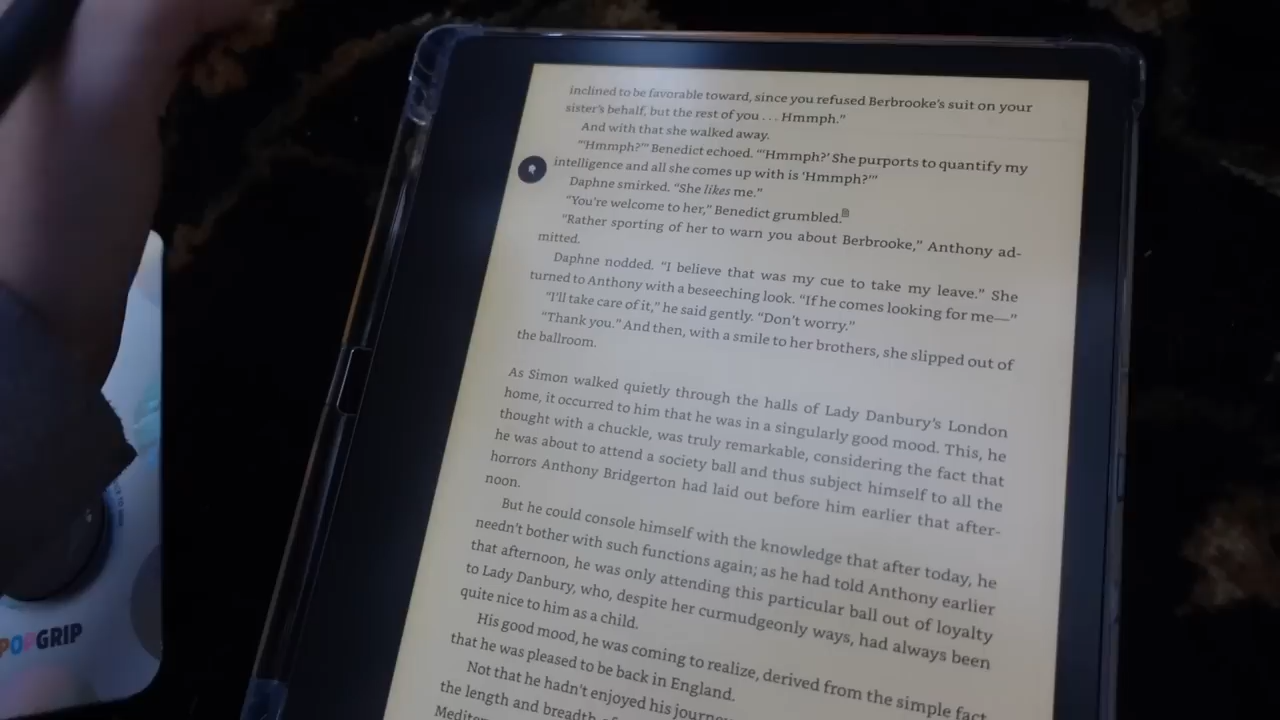 inclined to be favorable toward, since you refused Berbrooke's suit on your
sister's behalf, but the rest of you . . . Hmmph."
And with that she walked away.
"'Hmmph?'" Benedict echoed. "'Hmmph?' She purports to quantify my
intelligence and all she comes up with is 'Hmmph?'"
Daphne smirked. "She likes me."
"You're welcome to her," Benedict grumbled.
"Rather sporting of her to warn you about Berbrooke," Anthony ad-
mitted.
Daphne nodded. "I believe that was my cue to take my leave." She
turned to Anthony with a beseeching look. "If he comes looking for me—"
"I'll take care of it," he said gently. "Don't worry."
"Thank you." And then, with a smile to her brothers, she slipped out of
the ballroom.
As Simon walked quietly through the halls of Lady Danbury's London
home, it occurred to him that he was in a singularly good mood. This, he
thought with a chuckle, was truly remarkable, considering the fact that
he was about to attend a society ball and thus subject himself to all the
horrors Anthony Bridgerton had laid out before him earlier that after-
noon.
But he could console himself with the knowledge that after today, he
needn't bother with such functions again; as he had told Anthony earlier
that afternoon, he was only attending this particular ball out of loyalty
to Lady Danbury, who, despite her curmudgeonly ways, had always been
quite nice to him as a child.
His good mood, he was coming to realize, derived from the simple fact
that he was pleased to be back in England.
Not that he hadn't enjoyed his
the length and breadth
POPGRIP